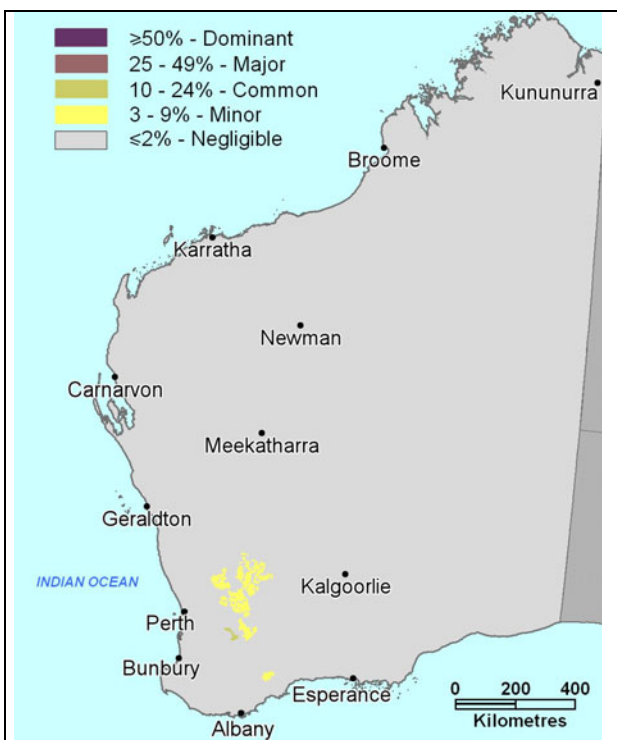 ≥50% - Dominant
25 - 49% - Major
10 - 24% - Common
3 - 9% - Minor
≤2% - Negligible
Kununurra
Broome
Karratha
Newman
Carnarvon
Meekatharra
Geraldton
INDIAN OCEAN
Kalgoorlie
Perth
Bunbury
Esperance
Albany
0 200 400
Kilometres